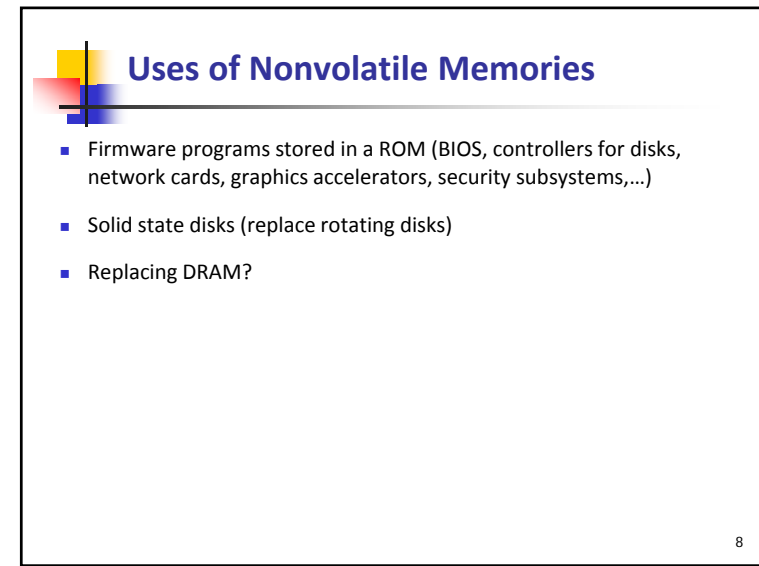 Uses of Nonvolatile Memories
▪ Firmware programs stored in a ROM (BIOS, controllers for disks,
network cards, graphics accelerators, security subsystems,…)
▪ Solid state disks (replace rotating disks)
▪ Replacing DRAM?
8